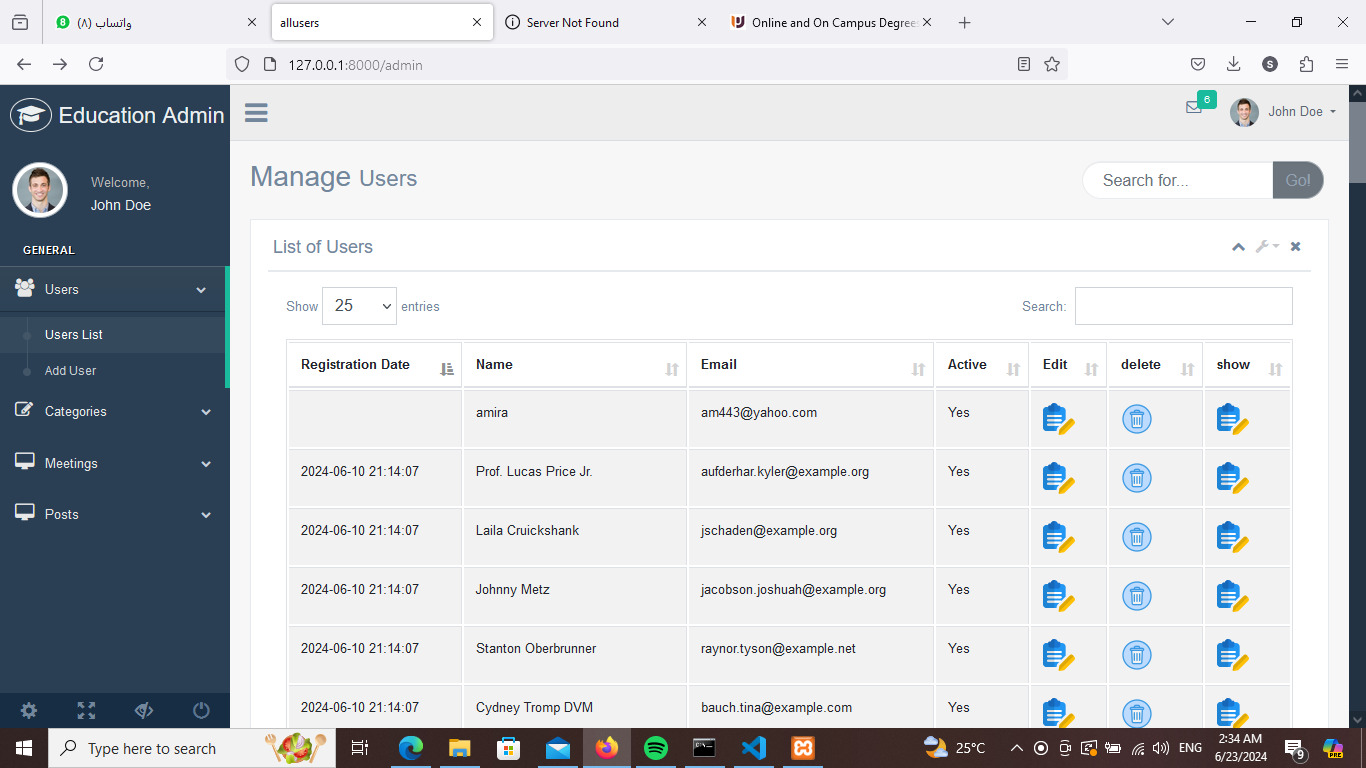 واتساب (٨)
allusers
Server Not Found
Online and On Campus Degree
127.0.0.1:8000/admin
S
Education Admin
6
John Doe
Welcome,
John Doe
Manage Users
Search for...
Go!
GENERAL
List of Users
Users
Show 25 entries
Search:
Users List
Add User
Categories
Meetings
Posts
Registration Date Name Email Active Edit delete show
amira am443@yahoo.com Yes
2024-06-10 21:14:07 Prof. Lucas Price Jr. aufderhar.kyler@example.org Yes
2024-06-10 21:14:07 Laila Cruickshank jschaden@example.org Yes
2024-06-10 21:14:07 Johnny Metz jacobson.joshuah@example.org Yes
2024-06-10 21:14:07 Stanton Oberbrunner raynor.tyson@example.net Yes
2024-06-10 21:14:07 Cydney Tromp DVM bauch.tina@example.com Yes
Type here to search
25°C
ENG
2:34 AM
6/23/2024
9
PRE